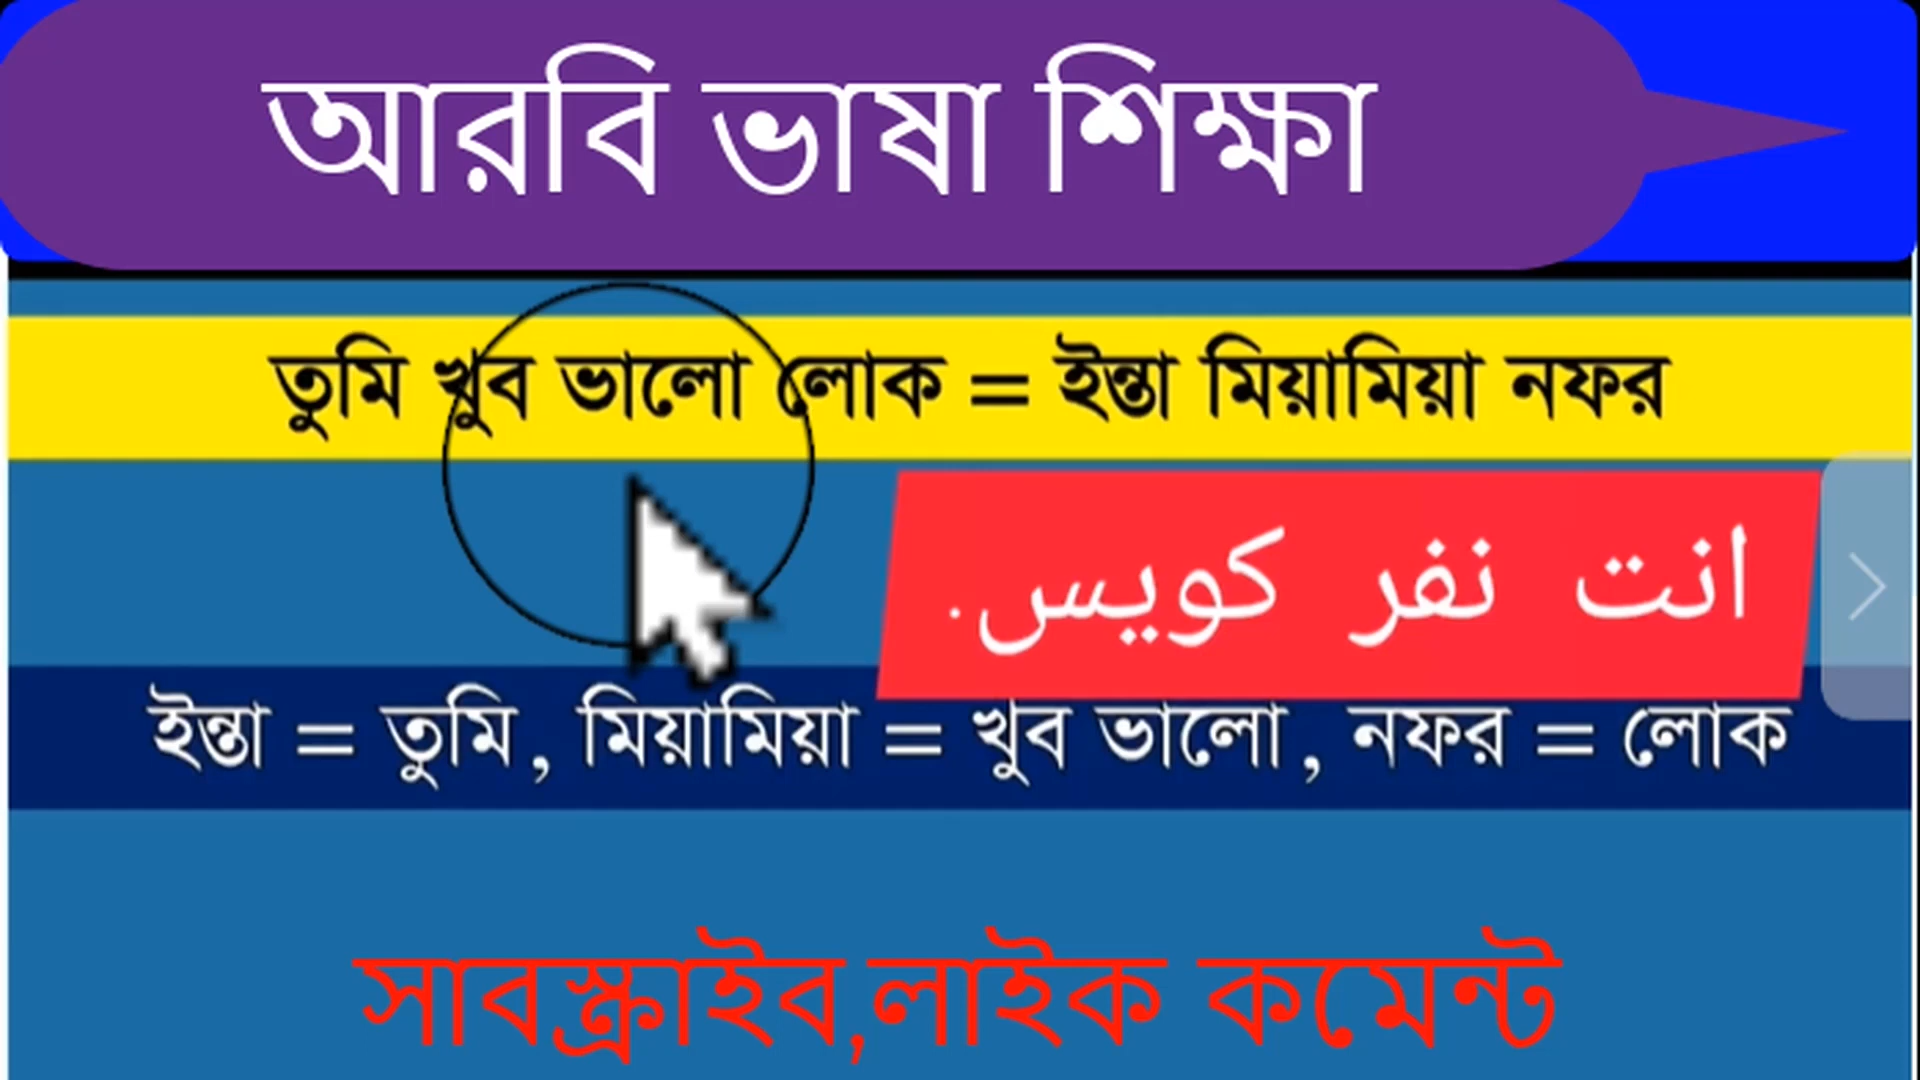 আরবি ভাষা শিক্ষা
তুমি খুব ভালো লোক = ইন্তা মিয়ামিয়া নফর
انت نفر كويس.
ইন্তা = তুমি, মিয়ামিয়া = খুব ভালো, নফর = লোক
সাবস্ক্রাইব,লাইক কমেন্ট